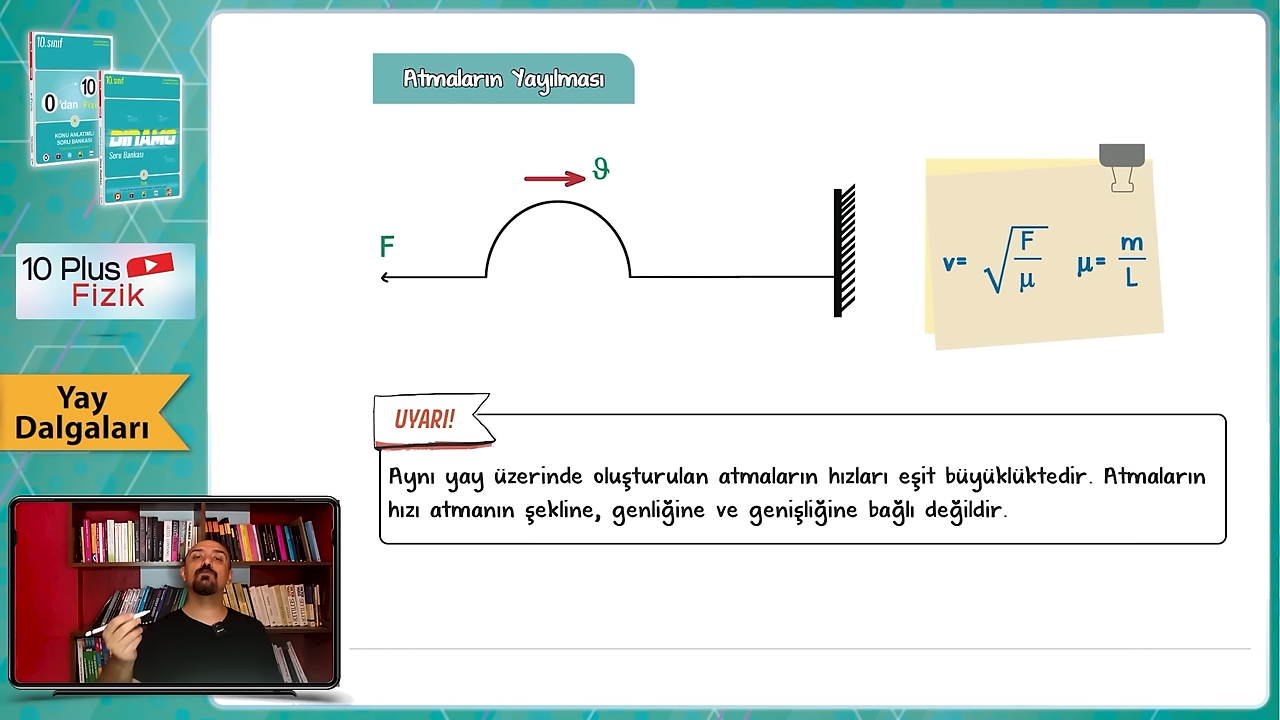 10.sınıf
0'dan 10
Fizik
KONU ANLATIMLI
SORU BANKASI
10.sınıf
DİNAMO
Soru Bankası
10 Plus
Fizik
Yay
Dalgaları
Atmaların Yayılması
ϑ
F
v= √F/μ μ= m/L
UYARI!
Aynı yay üzerinde oluşturulan atmaların hızları eşit büyüklüktedir. Atmaların
hızı atmanın şekline, genliğine ve genişliğine bağlı değildir.